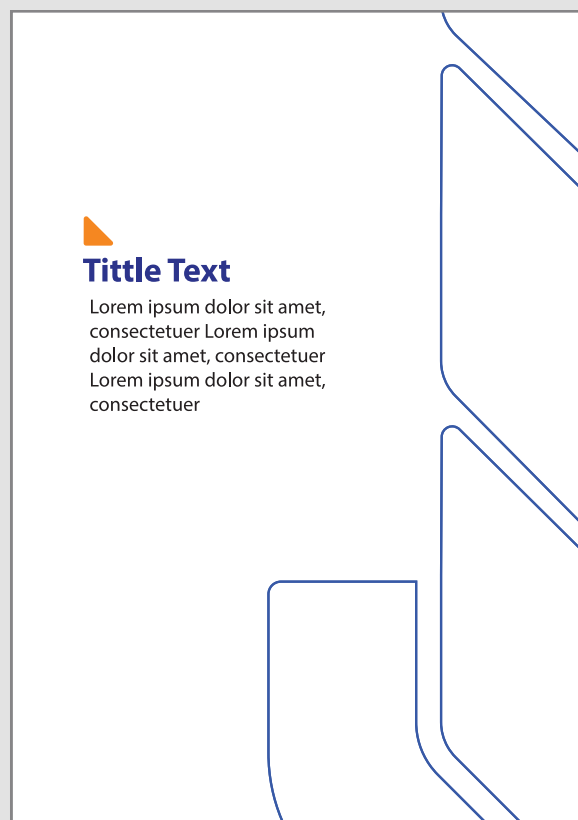 Tittle Text
Lorem ipsum dolor sit amet,
consectetuer Lorem ipsum
dolor sit amet, consectetuer
Lorem ipsum dolor sit amet,
consectetuer